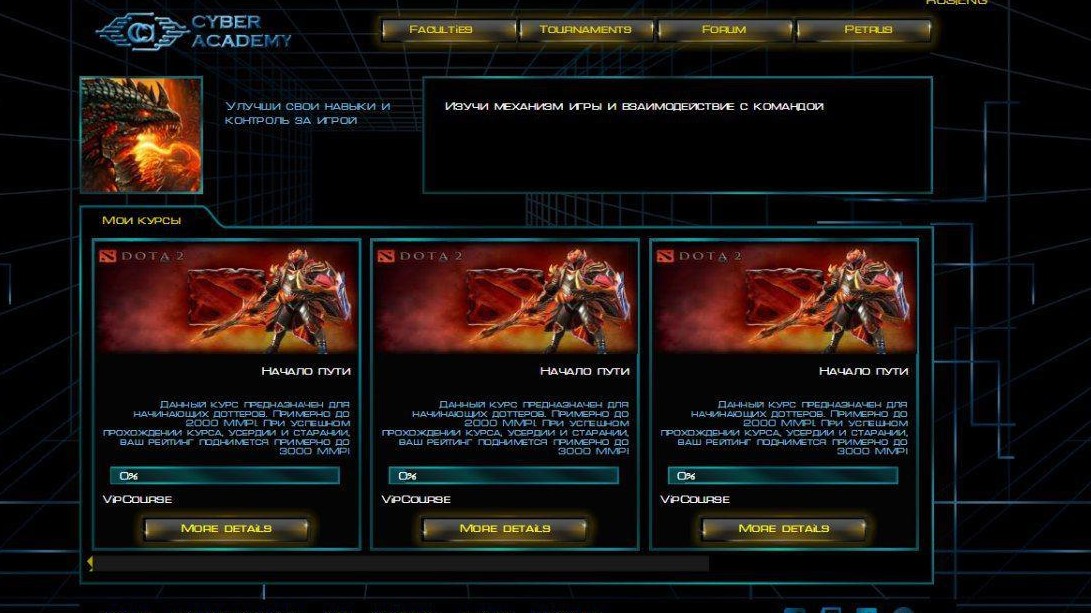 RUS|ENG
CYBER
ACADEMY
Faculties
Tournaments
Forum
Petrus
Улучши свои навыки и
контроль за игрой
Изучи механизм игры и взаимодействие с командой
Мои курсы
DOTA 2
Начало пути
Данный курс предназначен для
начинающих доттеров. Примерно до
2000 MMP! При успешном
прохождении курса, усердии и старании,
ваш рейтинг поднимется примерно до
3000 MMP!
0%
VipCourse
More details
DOTA 2
Начало пути
Данный курс предназначен для
начинающих доттеров. Примерно до
2000 MMP! При успешном
прохождении курса, усердии и старании,
ваш рейтинг поднимется примерно до
3000 MMP!
0%
VipCourse
More details
DOTA 2
Начало пути
Данный курс предназначен для
начинающих доттеров. Примерно до
2000 MMP! При успешном
прохождении курса, усердии и старании,
ваш рейтинг поднимется примерно до
3000 MMP!
0%
VipCourse
More details